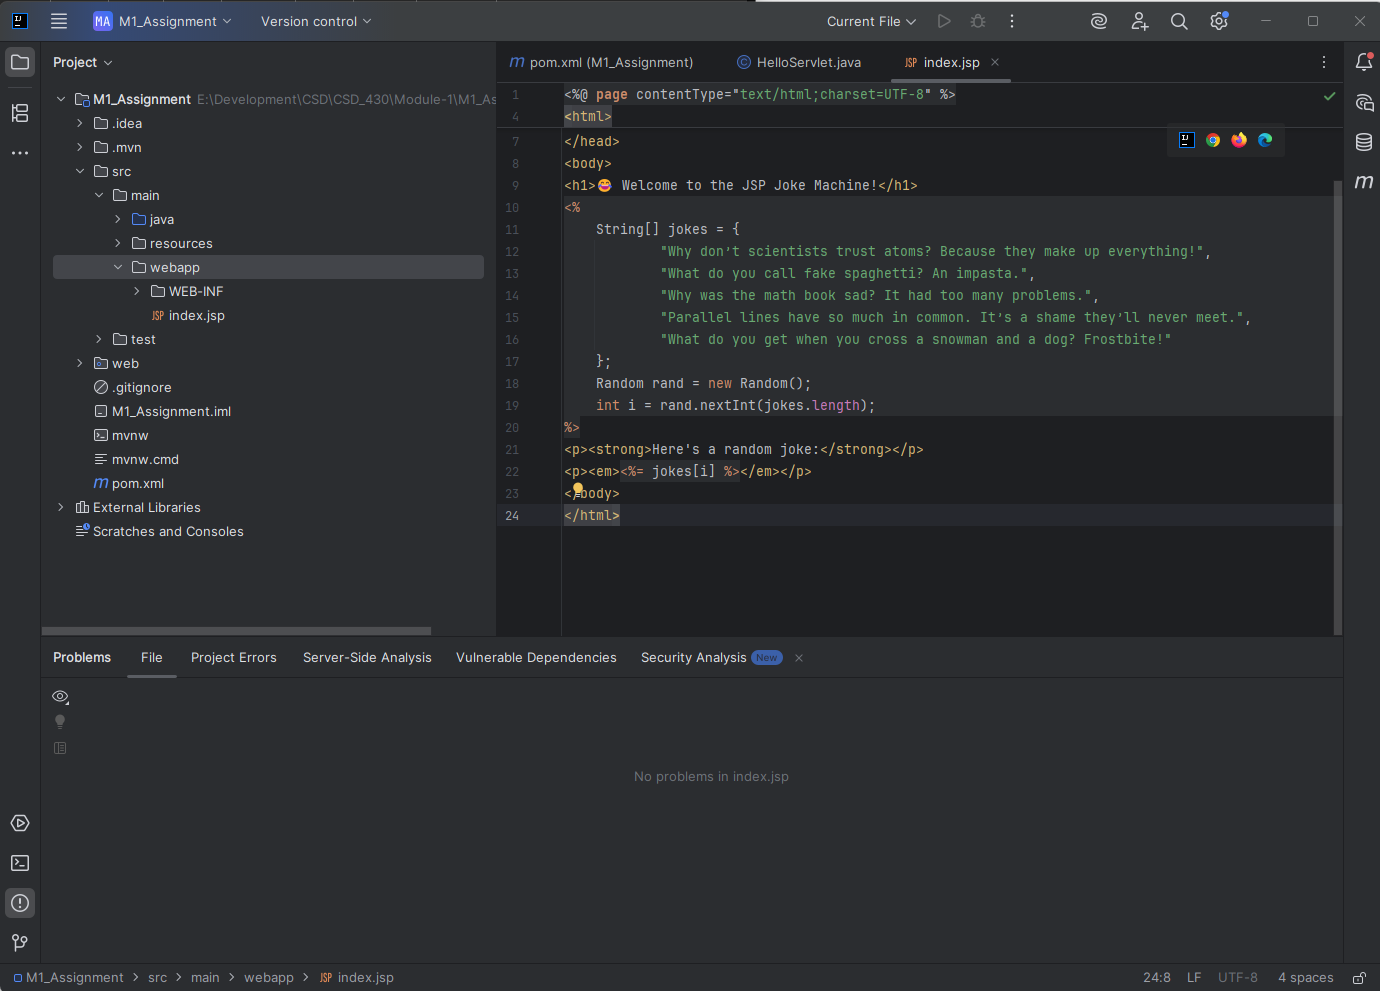 MA M1_Assignment Version control Current File
Project
pom.xml (M1_Assignment) HelloServlet.java JSP index.jsp
M1_Assignment E:\Development\CSD\CSD_430\Module-1\M1_As
.idea
.mvn
src
main
java
resources
webapp
WEB-INF
JSP index.jsp
test
web
.gitignore
M1_Assignment.iml
mvnw
mvnw.cmd
m pom.xml
External Libraries
Scratches and Consoles
1 <%@ page contentType="text/html;charset=UTF-8" %>
4 <html>
7 </head>
8 <body>
9 <h1>😄 Welcome to the JSP Joke Machine!</h1>
10 <%
11 String[] jokes = {
12 "Why don’t scientists trust atoms? Because they make up everything!",
13 "What do you call fake spaghetti? An impasta.",
14 "Why was the math book sad? It had too many problems.",
15 "Parallel lines have so much in common. It’s a shame they’ll never meet.",
16 "What do you get when you cross a snowman and a dog? Frostbite!"
17 };
18 Random rand = new Random();
19 int i = rand.nextInt(jokes.length);
20 %>
21 <p><strong>Here's a random joke:</strong></p>
22 <p><em><%= jokes[i] %></em></p>
23 </body>
24 </html>
Problems File Project Errors Server-Side Analysis Vulnerable Dependencies Security Analysis New
No problems in index.jsp
M1_Assignment > src > main > webapp > JSP index.jsp 24:8 LF UTF-8 4 spaces